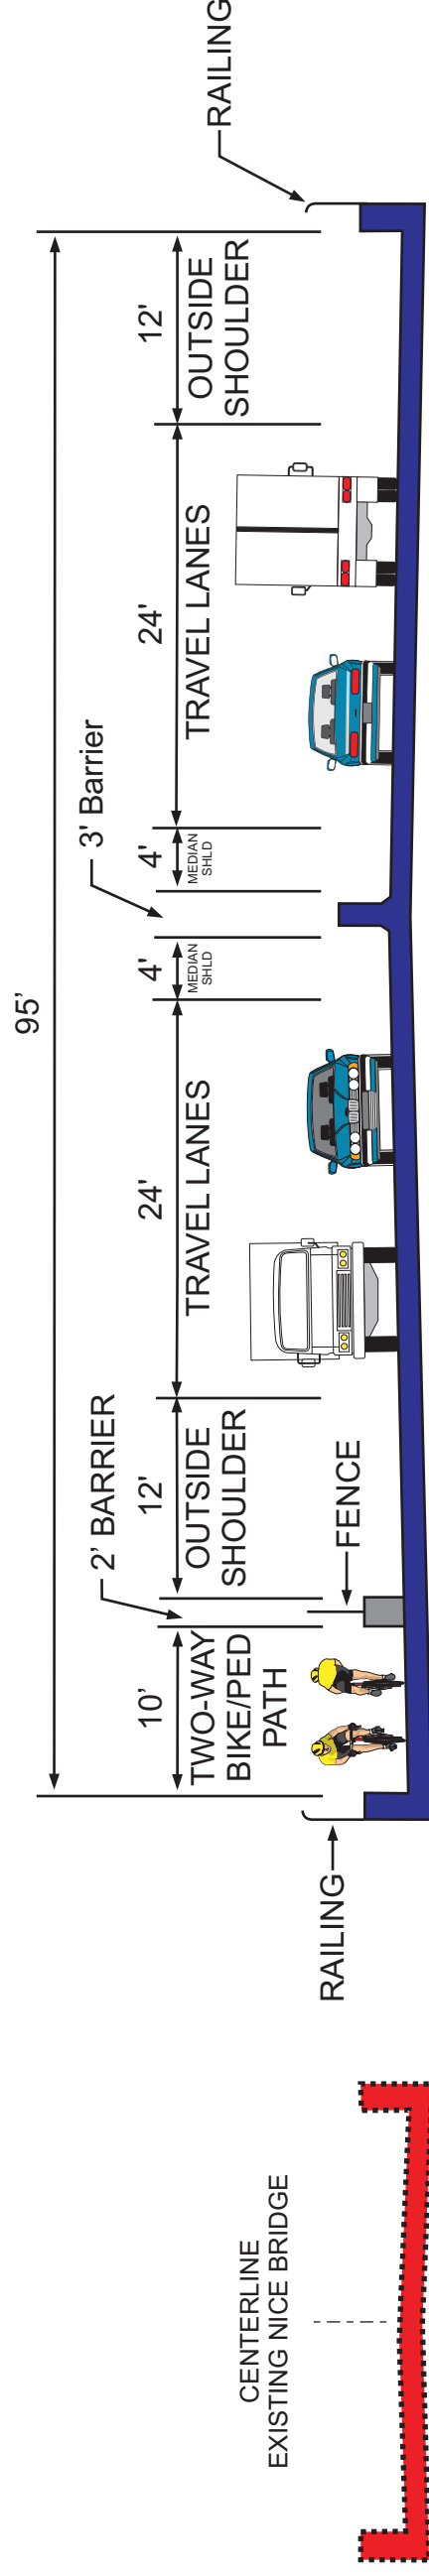 95'
2' BARRIER
3' Barrier
10'
12'
24'
4'
4'
24'
12'
TWO-WAY
BIKE/PED
PATH
OUTSIDE
SHOULDER
TRAVEL LANES
MEDIAN
SHLD
MEDIAN
SHLD
TRAVEL LANES
OUTSIDE
SHOULDER
RAILING
FENCE
RAILING
CENTERLINE
EXISTING NICE BRIDGE